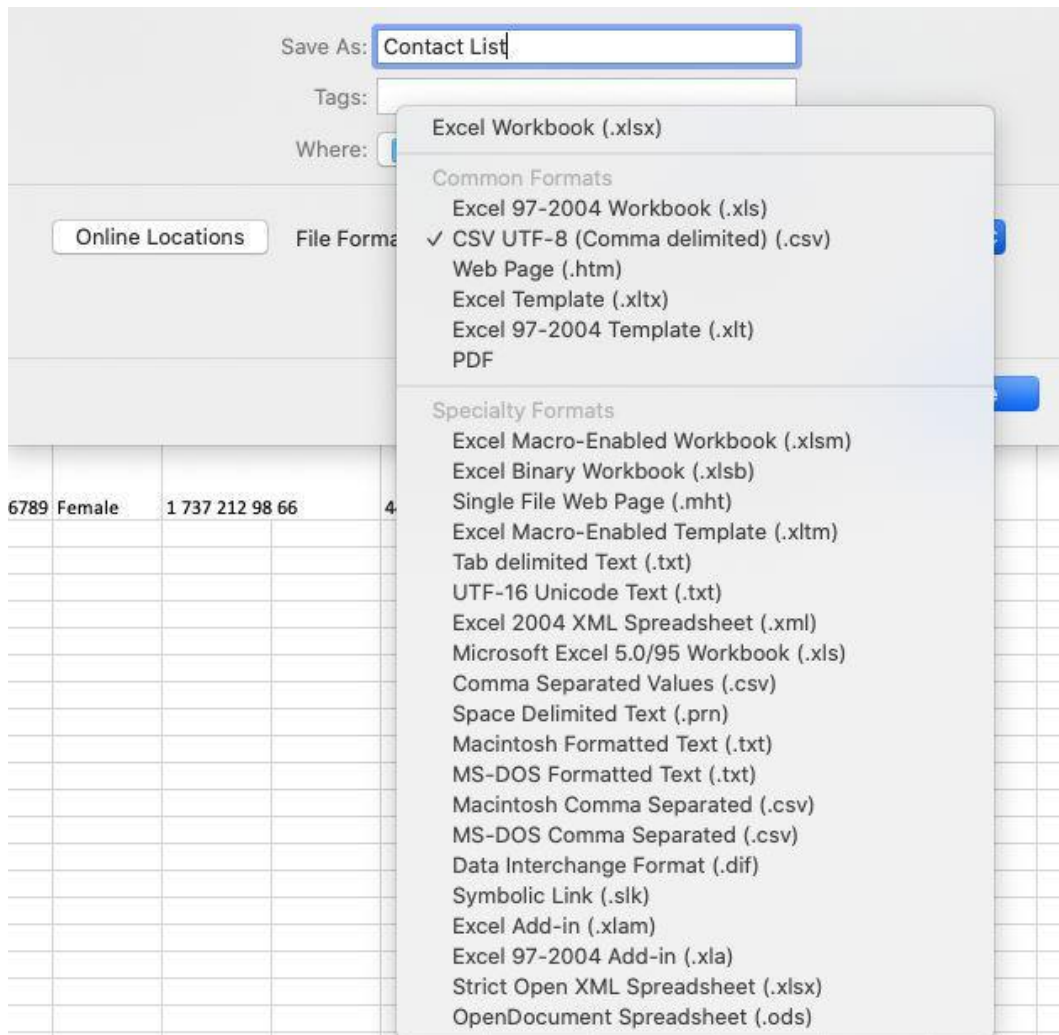 Save As: Contact List
Tags:
Where:
Excel Workbook (.xlsx)
Common Formats
Excel 97-2004 Workbook (.xls)
Online Locations File Forma ✓ CSV UTF-8 (Comma delimited) (.csv)
Web Page (.htm)
Excel Template (.xltx)
Excel 97-2004 Template (.xlt)
PDF
Specialty Formats
Excel Macro-Enabled Workbook (.xlsm)
Excel Binary Workbook (.xlsb)
Single File Web Page (.mht)
6789 Female 1 737 212 98 66 4
Excel Macro-Enabled Template (.xltm)
Tab delimited Text (.txt)
UTF-16 Unicode Text (.txt)
Excel 2004 XML Spreadsheet (.xml)
Microsoft Excel 5.0/95 Workbook (.xls)
Comma Separated Values (.csv)
Space Delimited Text (.prn)
Macintosh Formatted Text (.txt)
MS-DOS Formatted Text (.txt)
Macintosh Comma Separated (.csv)
MS-DOS Comma Separated (.csv)
Data Interchange Format (.dif)
Symbolic Link (.slk)
Excel Add-in (.xlam)
Excel 97-2004 Add-in (.xla)
Strict Open XML Spreadsheet (.xlsx)
OpenDocument Spreadsheet (.ods)